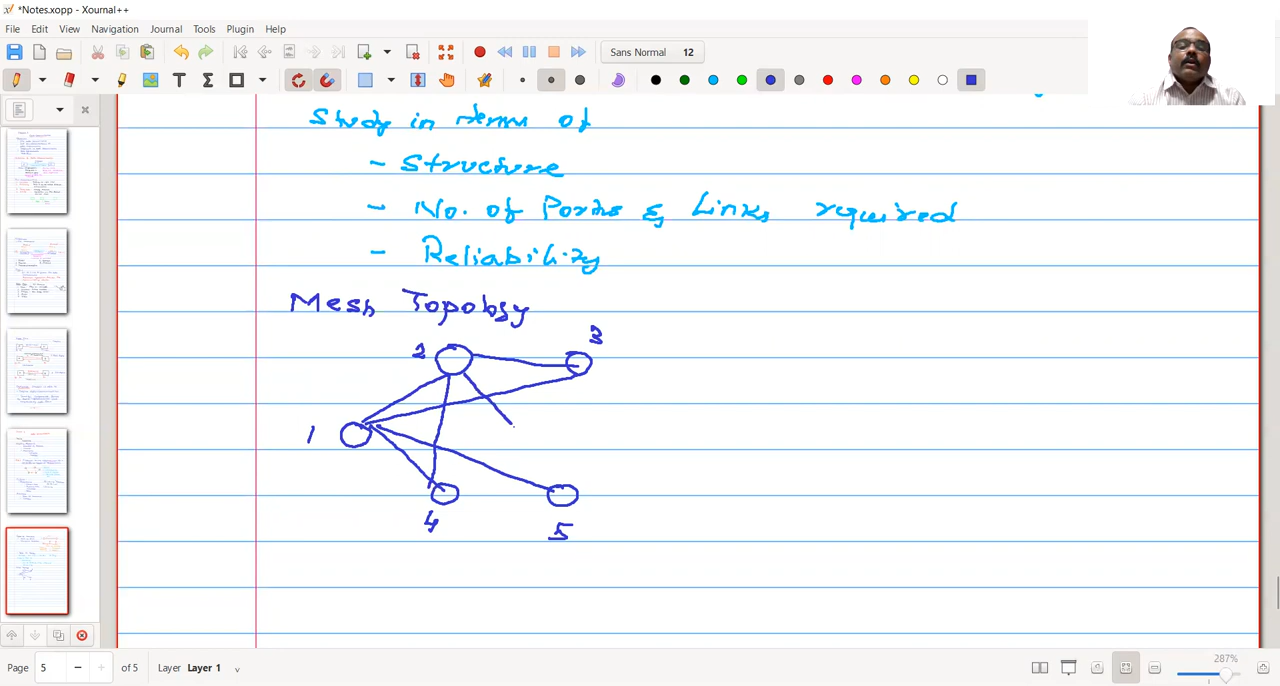 *Notes.xopp - Xournal++
File Edit View Navigation Journal Tools Plugin Help
Sans Normal 12
Study in terms of
- Structure
- No. of Ports & Links required
- Reliability
Mesh Topology
3
2
1
4
5
Page 5 of 5 Layer Layer 1
287%